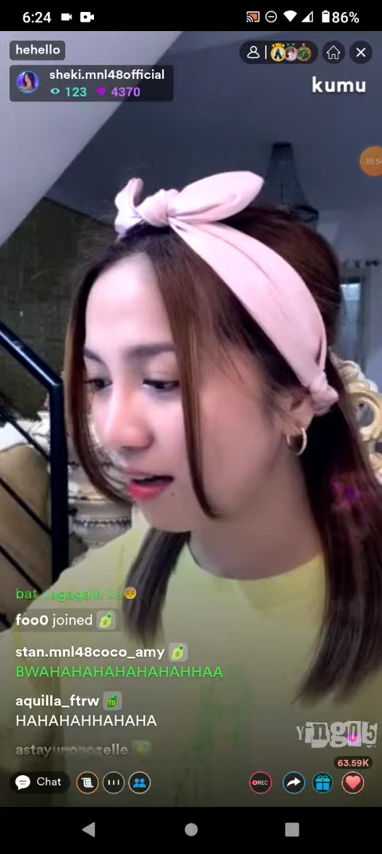 6:24
86%
hehello
sheki.mnl48official
123 4370
kumu
foo0 joined
stan.mnl48coco_amy
BWAHAHAHAHAHAHAHHAA
aquilla_ftrw
HAHAHAHHAHAHA
63.59K
Chat
REC